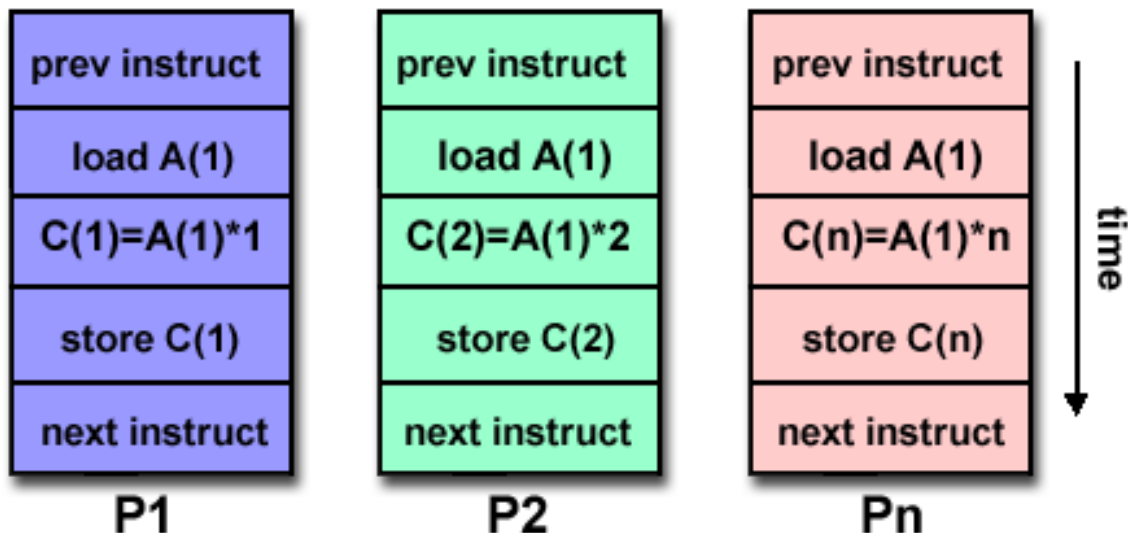 prev instruct
load A(1)
C(1)=A(1)*1
store C(1)
next instruct
P1
prev instruct
load A(1)
C(2)=A(1)*2
store C(2)
next instruct
P2
prev instruct
load A(1)
C(n)=A(1)*n
store C(n)
next instruct
Pn
time